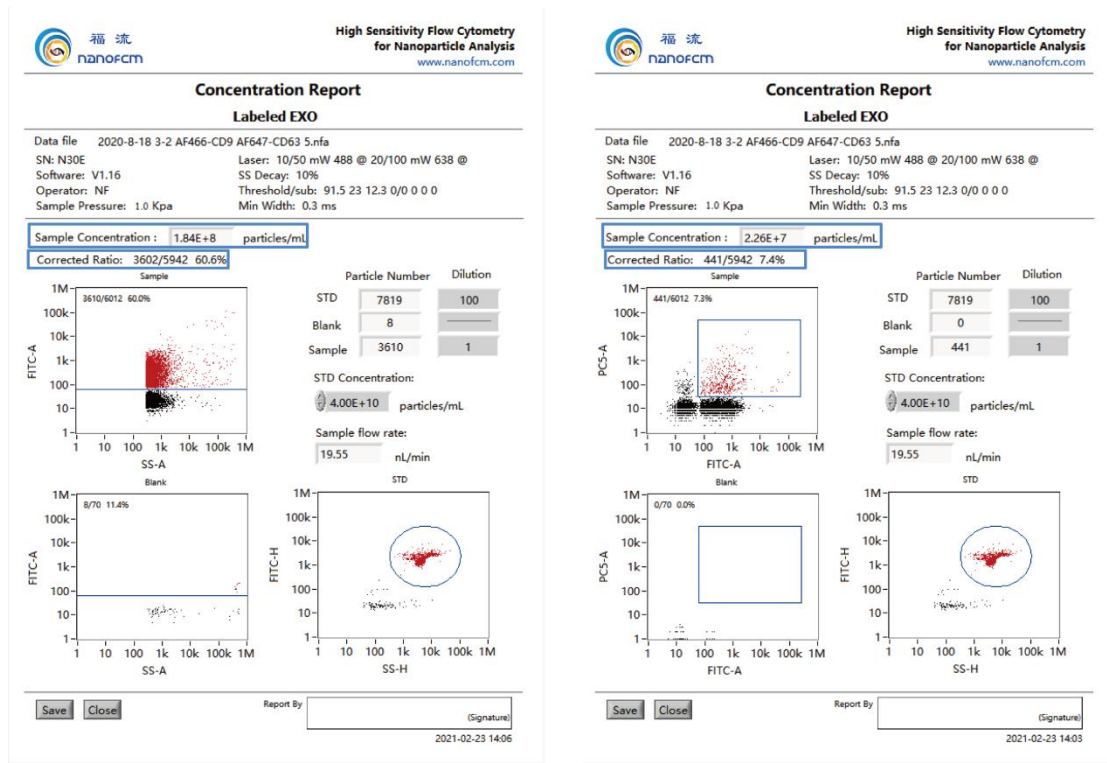 福 流
nanoFCM
High Sensitivity Flow Cytometry
for Nanoparticle Analysis
www.nanofcm.com
Concentration Report
Labeled EXO
Data file 2020-8-18 3-2 AF466-CD9 AF647-CD63 5.nfa
SN: N30E Laser: 10/50 mW 488 @ 20/100 mW 638 @
Software: V1.16 SS Decay: 10%
Operator: NF Threshold/sub: 91.5 23 12.3 0/0 0 0 0
Sample Pressure: 1.0 Kpa Min Width: 0.3 ms
Sample Concentration : 1.84E+8 particles/mL
Corrected Ratio: 3602/5942 60.6%
Sample
3610/6012 60.0%
1M
100k
10k
1k
100
10
1
FITC-A
1 10 100 1k 10k 100k 1M
SS-A
Particle Number Dilution
STD 7819 100
Blank 8
Sample 3610 1
STD Concentration:
4.00E+10 particles/mL
Sample flow rate:
19.55 nL/min
Blank
8/70 11.4%
1M
100k
10k
1k
100
10
1
FITC-A
1 10 100 1k 10k 100k 1M
SS-A
STD
1M
100k
10k
1k
100
10
1
FITC-H
1 10 100 1k 10k 100k 1M
SS-H
Save Close
Report By
(Signature)
2021-02-23 14:06
福 流
nanoFCM
High Sensitivity Flow Cytometry
for Nanoparticle Analysis
www.nanofcm.com
Concentration Report
Labeled EXO
Data file 2020-8-18 3-2 AF466-CD9 AF647-CD63 5.nfa
SN: N30E Laser: 10/50 mW 488 @ 20/100 mW 638 @
Software: V1.16 SS Decay: 10%
Operator: NF Threshold/sub: 91.5 23 12.3 0/0 0 0 0
Sample Pressure: 1.0 Kpa Min Width: 0.3 ms
Sample Concentration : 2.26E+7 particles/mL
Corrected Ratio: 441/5942 7.4%
Sample
441/6012 7.3%
1M
100k
10k
1k
100
10
1
PC5-A
1 10 100 1k 10k 100k 1M
FITC-A
Particle Number Dilution
STD 7819 100
Blank 0
Sample 441 1
STD Concentration:
4.00E+10 particles/mL
Sample flow rate:
19.55 nL/min
Blank
0/70 0.0%
1M
100k
10k
1k
100
10
1
PC5-A
1 10 100 1k 10k 100k 1M
FITC-A
STD
1M
100k
10k
1k
100
10
1
FITC-H
1 10 100 1k 10k 100k 1M
SS-H
Save Close
Report By
(Signature)
2021-02-23 14:03